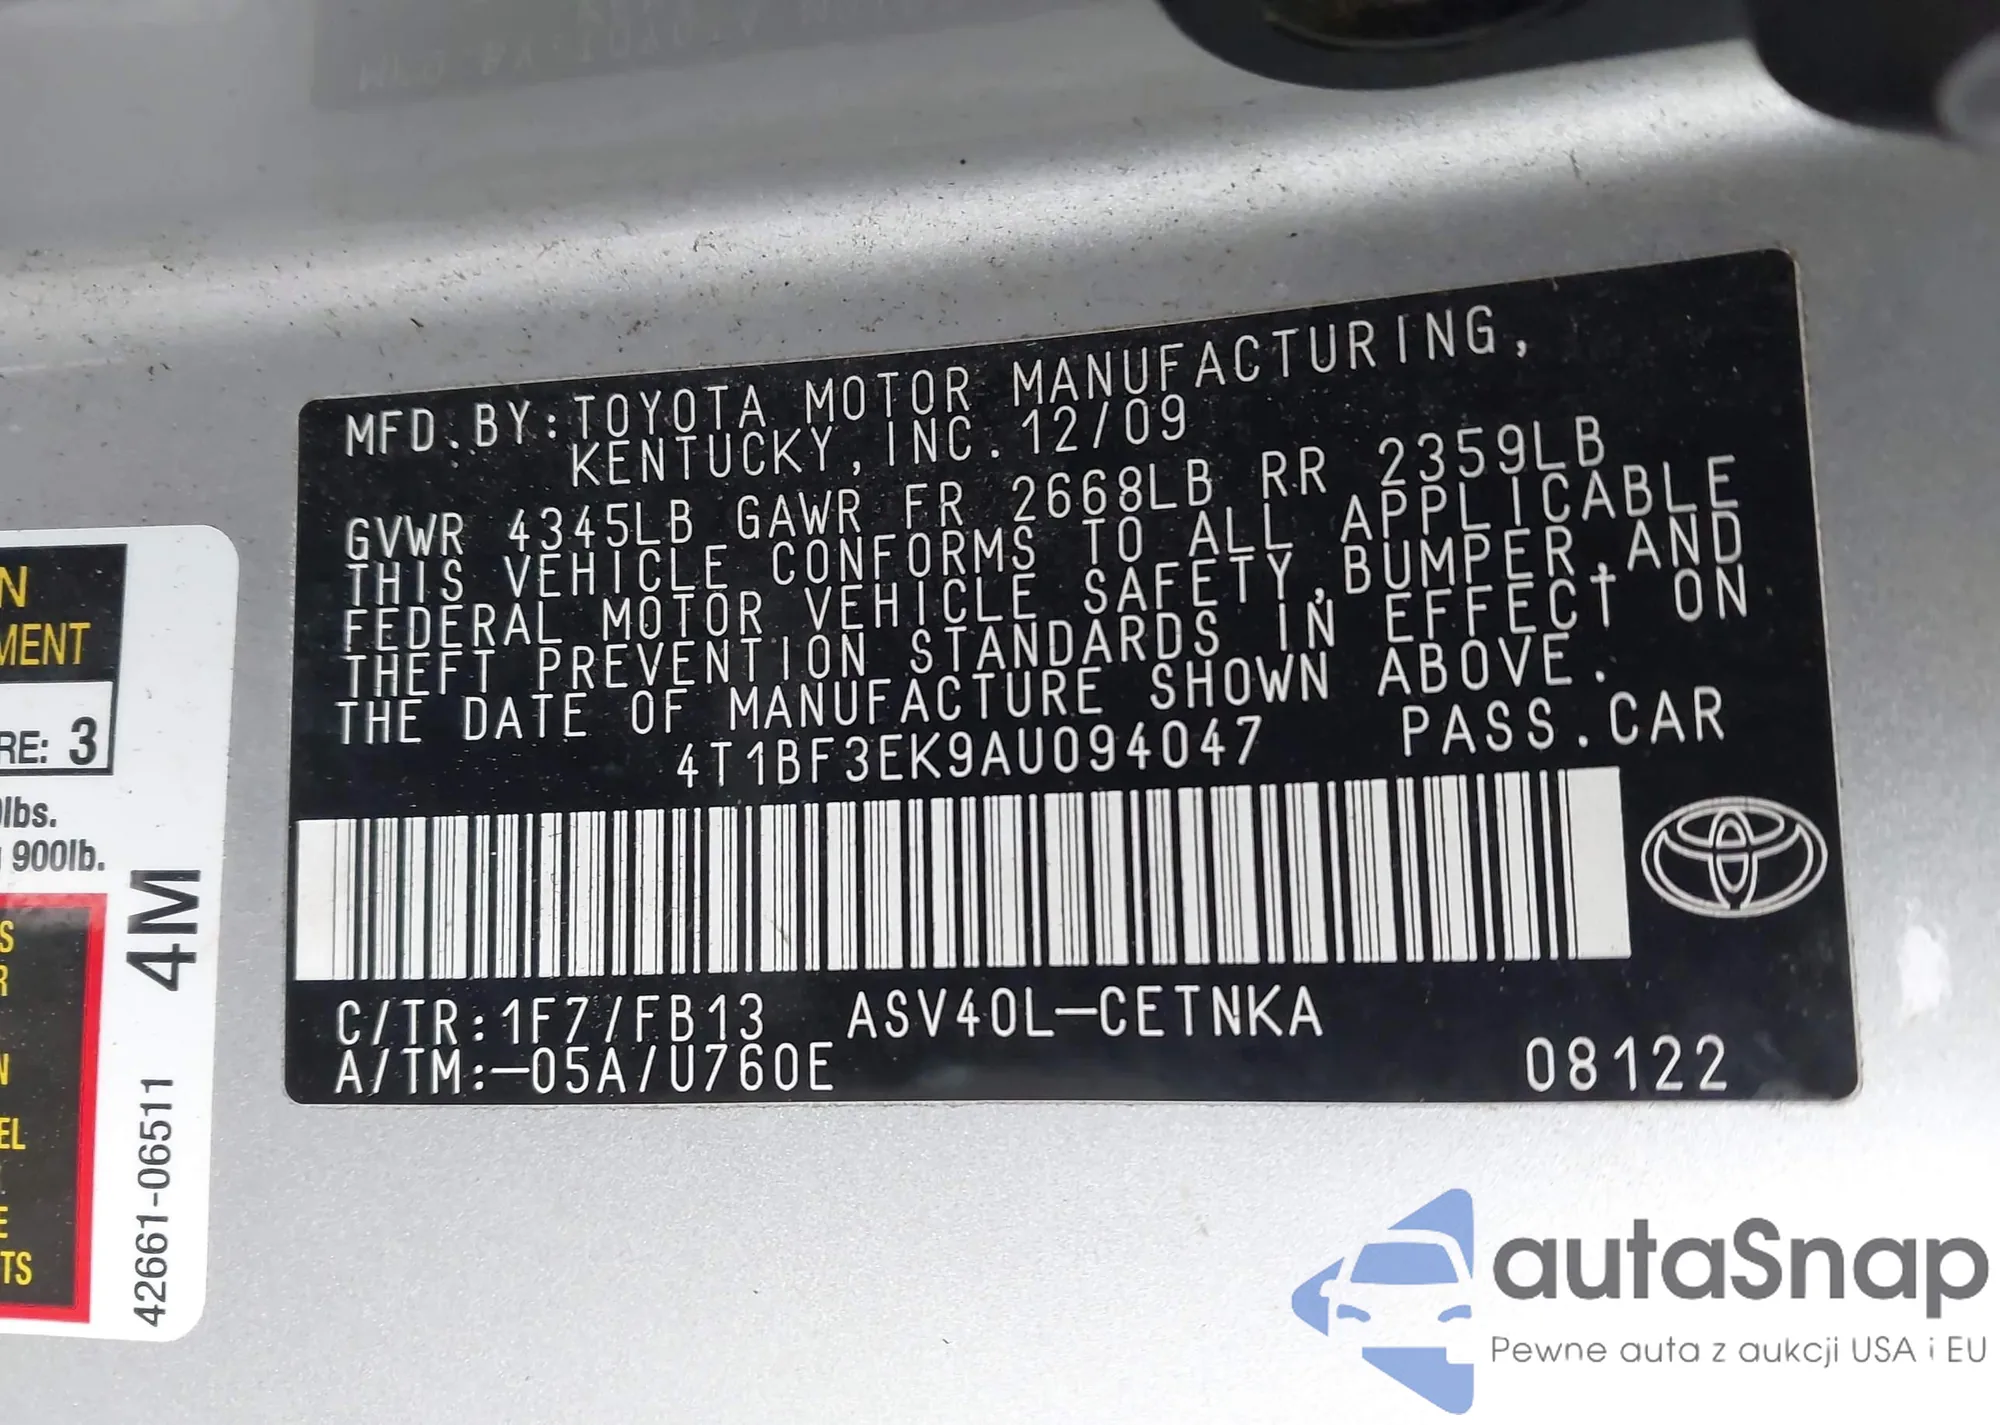 MFD.BY:TOYOTA MOTOR MANUFACTURING,
KENTUCKY,INC.12/09
GVWR 4345LB GAWR FR 2668LB RR 2359LB
THIS VEHICLE CONFORMS TO ALL APPLICABLE
FEDERAL MOTOR VEHICLE SAFETY,BUMPER,AND
THEFT PREVENTION STANDARDS IN EFFECT ON
THE DATE OF MANUFACTURE SHOWN ABOVE.
4T1BF3EK9AU094047 PASS.CAR
C/TR:1F7/FB13 ASV40L-CETNKA
A/TM:-05A/U760E 08122
N
MENT
RE: 3
lbs.
900lb.
S
R
N
EL
E
TS
4M
42661-06511
autoSnap
Pewne auta z aukcji USA i EU